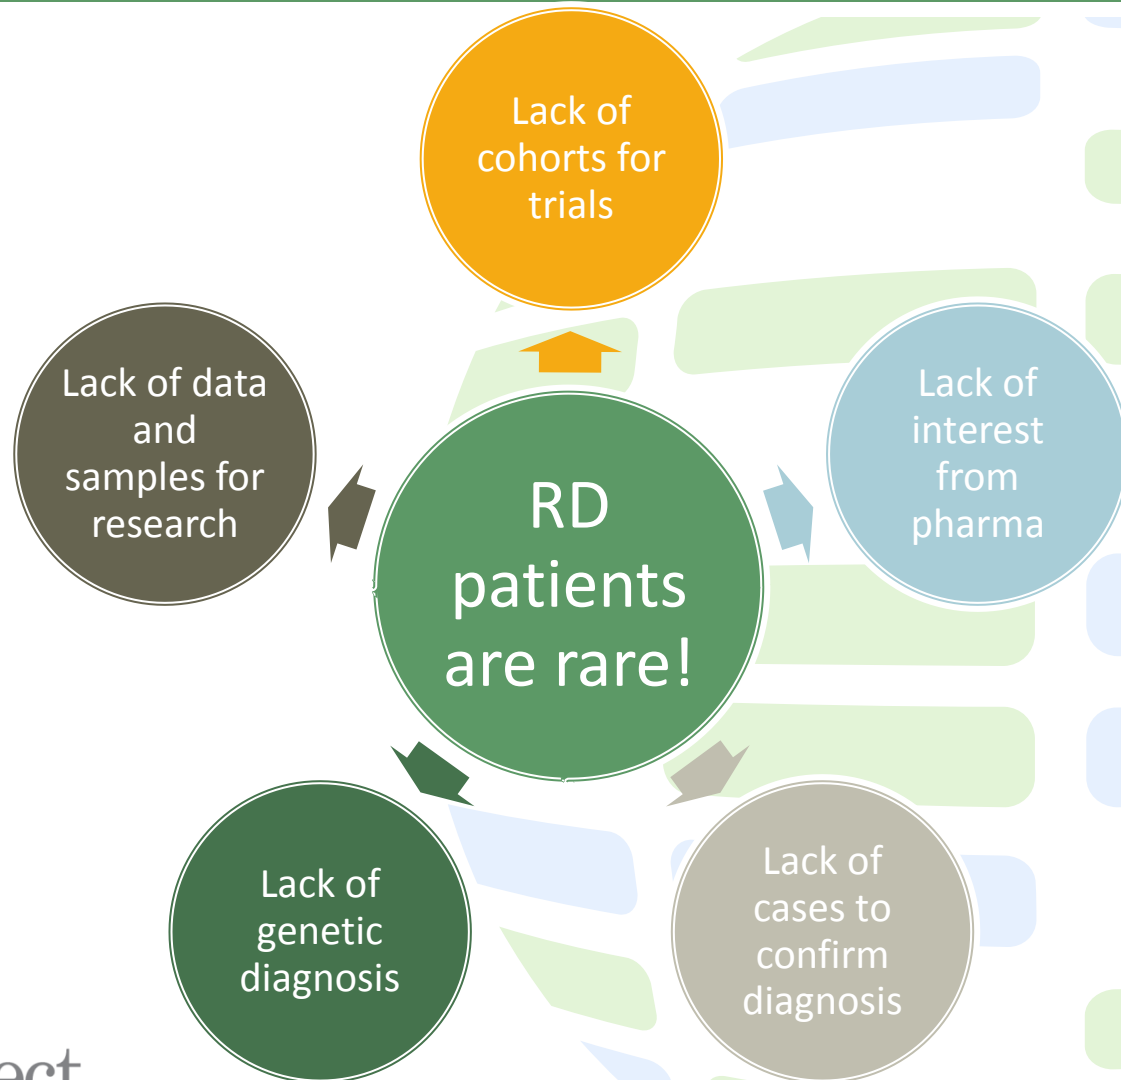 Lack of
cohorts for
trials
Lack of data
and
samples for
research
Lack of
interest
from
pharma
RD
patients
are rare!
Lack of
genetic
diagnosis
Lack of
cases to
confirm
diagnosis